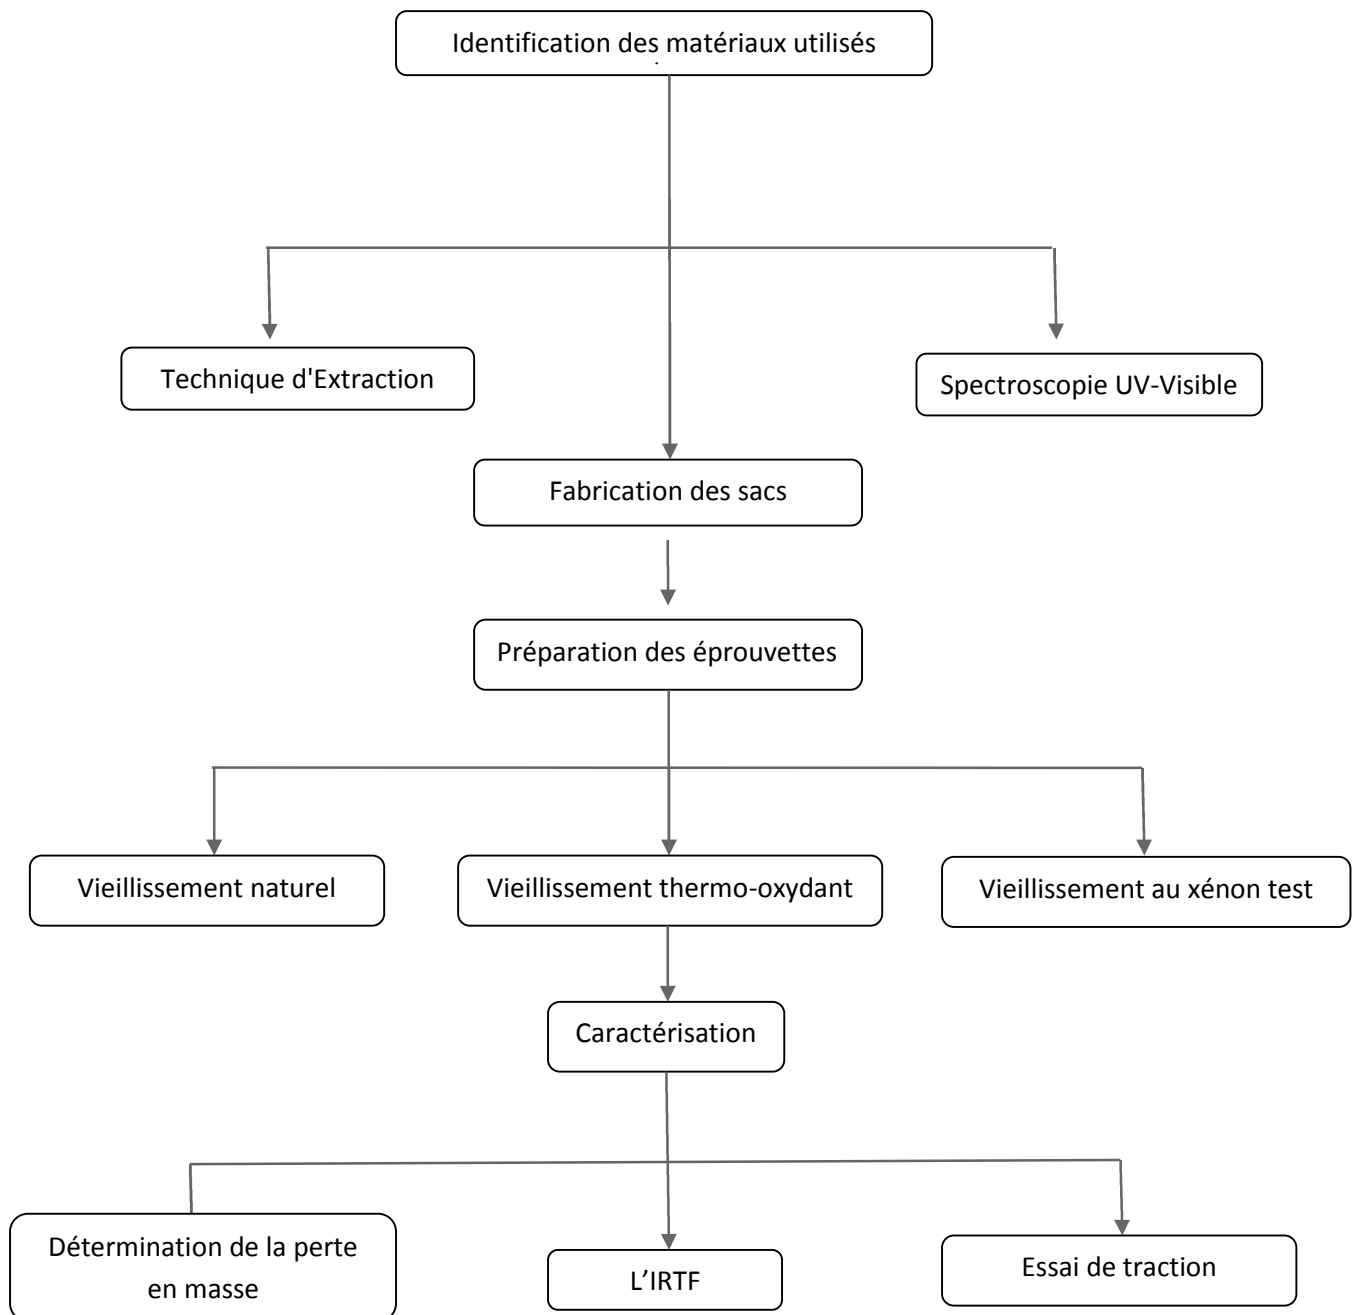 Identification des matériaux utilisés
.
Technique d'Extraction
Spectroscopie UV-Visible
Fabrication des sacs
Préparation des éprouvettes
Vieillissement naturel
Vieillissement thermo-oxydant
Vieillissement au xénon test
Caractérisation
Détermination de la perte
en masse
L’IRTF
Essai de traction